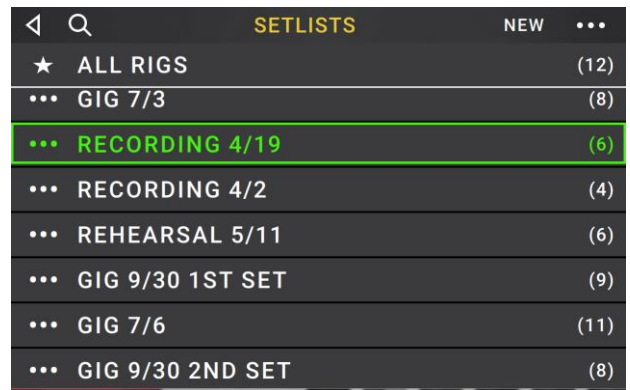 SETLISTS NEW
ALL RIGS (12)
GIG 7/3 (8)
RECORDING 4/19 (6)
RECORDING 4/2 (4)
REHEARSAL 5/11 (6)
GIG 9/30 1ST SET (9)
GIG 7/6 (11)
GIG 9/30 2ND SET (8)